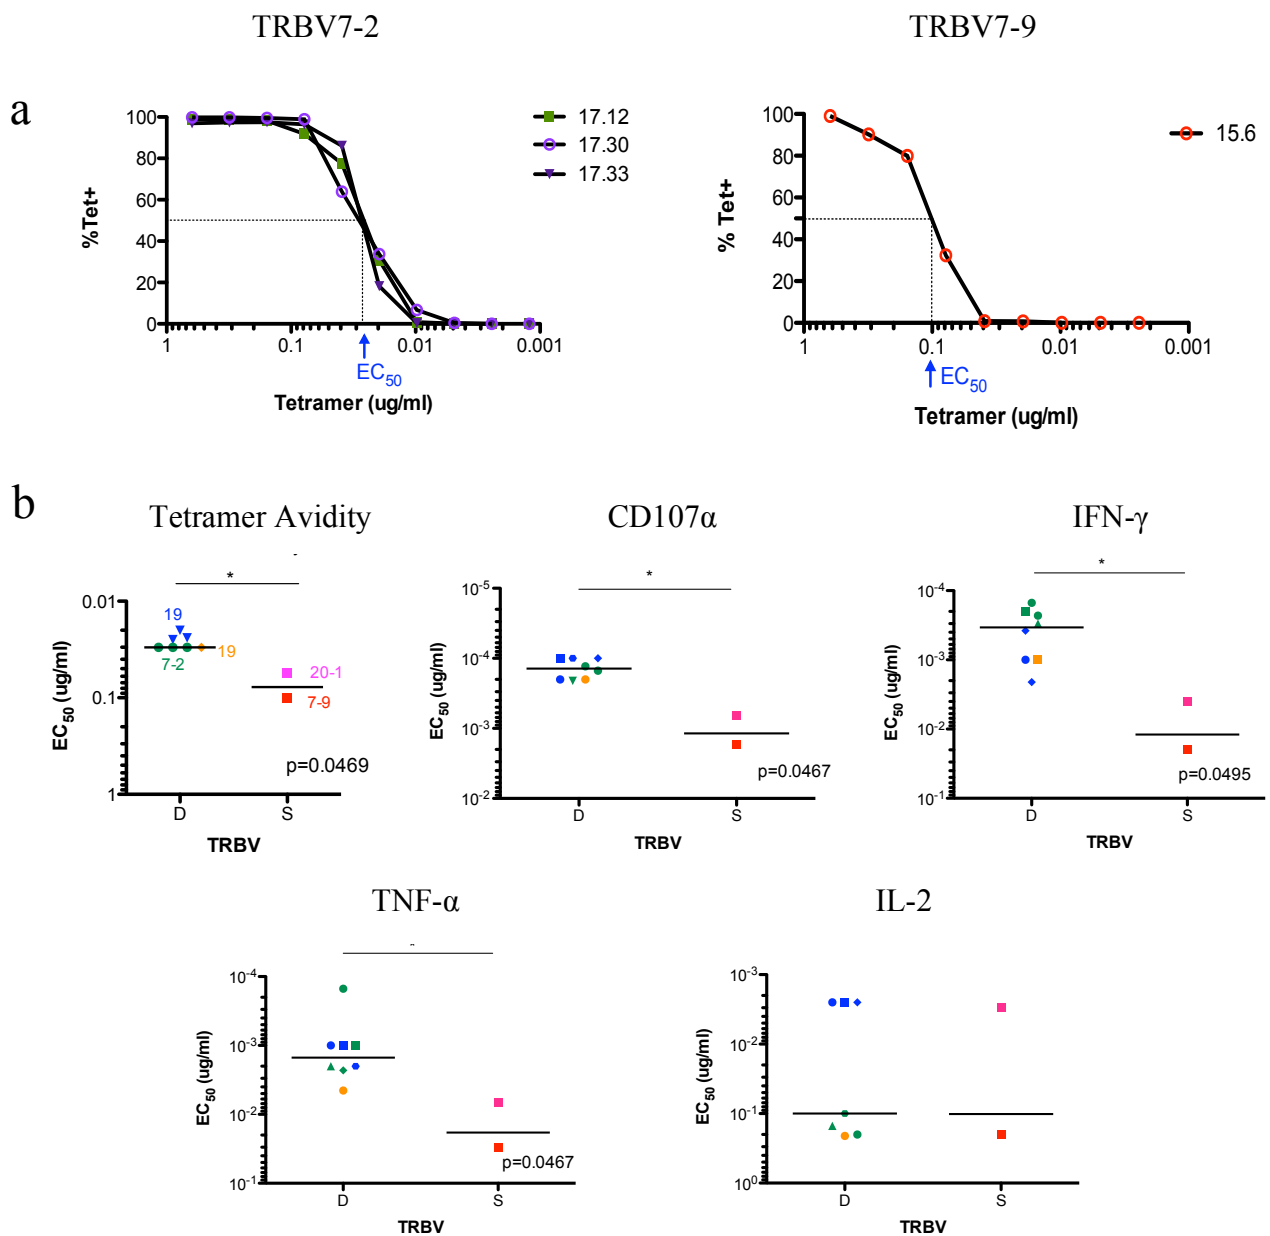 TRBV7-2
TRBV7-9
a
100
80
60
40
20
0
%Tet+
1
0.1
0.01
0.001
EC50
Tetramer (ug/ml)
17.12
17.30
17.33
100
80
60
40
20
0
% Tet+
1
0.1
0.01
0.001
EC50
Tetramer (ug/ml)
15.6
b
Tetramer Avidity
*
0.01
0.1
1
EC50 (ug/ml)
19
7-2
19
20-1
7-9
p=0.0469
D
S
TRBV
CD107α
*
10-5
10-4
10-3
10-2
EC50 (ug/ml)
p=0.0467
D
S
TRBV
IFN-γ
*
10-4
10-3
10-2
10-1
EC50 (ug/ml)
p=0.0495
D
S
TRBV
TNF-α
10-4
10-3
10-2
10-1
EC50 (ug/ml)
p=0.0467
D
S
TRBV
IL-2
10-3
10-2
10-1
100
EC50 (ug/ml)
D
S
TRBV